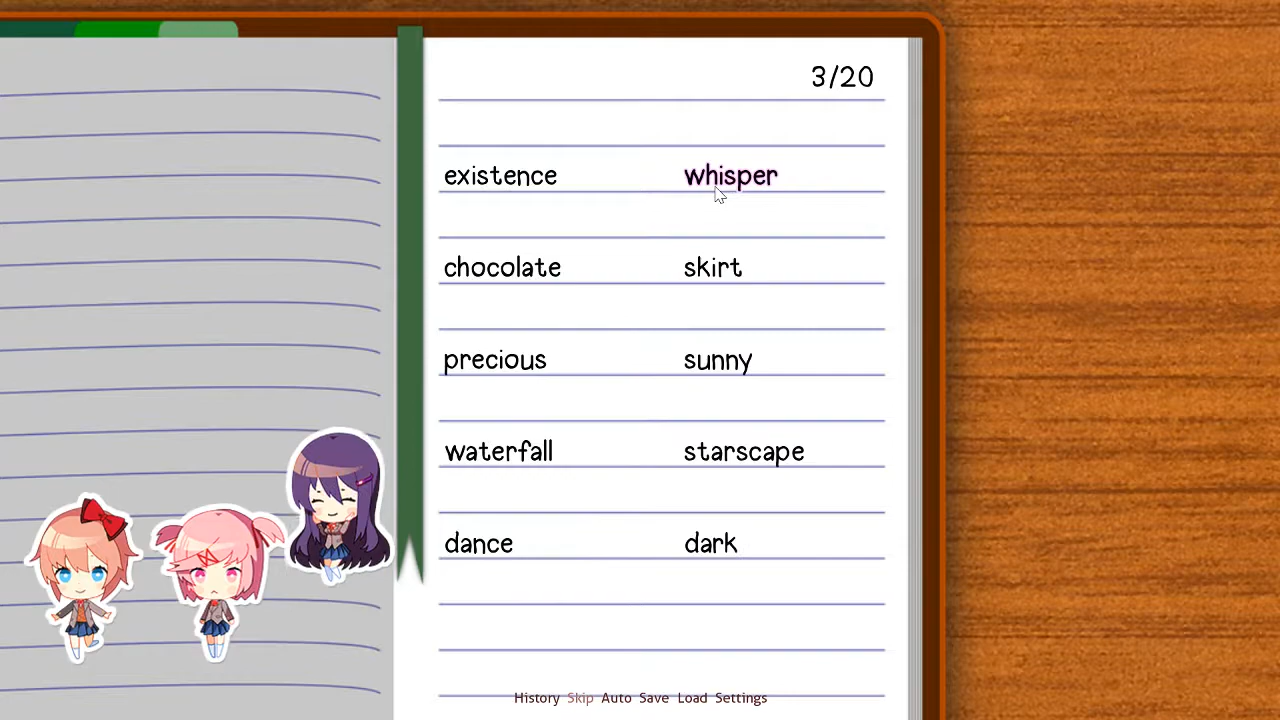 3/20
existence whisper
chocolate skirt
precious sunny
waterfall starscape
dance dark
History Skip Auto Save Load Settings